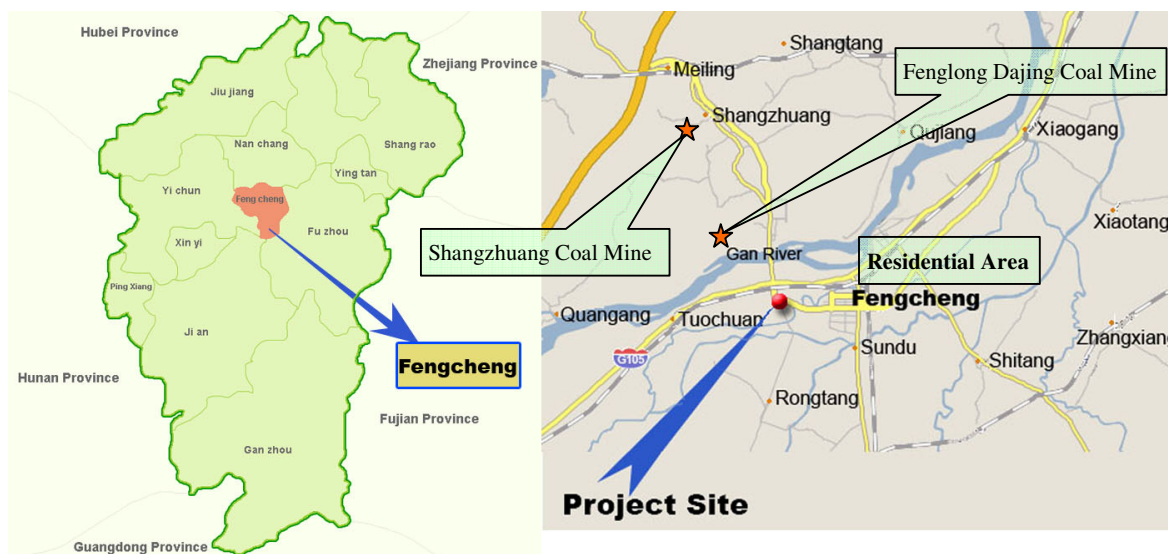 Hubei Province
Zhejiang Province
Jiu jiang
Nan chang
Shang rao
Ying tan
Yi chun
Feng cheng
Fu zhou
Xin yi
Ping Xiang
Ji an
Hunan Province
Fengcheng
Fujian Province
Gan zhou
Guangdong Province
Shangtang
Meiling
Fenglong Dajing Coal Mine
Shangzhuang
Qujiang
Xiaogang
Xiaotang
Shangzhuang Coal Mine
Gan River
Residential Area
Fengcheng
Quangang
Tuochuan
Zhangxiang
G105
Sundu
Shitang
Rongtang
Project Site